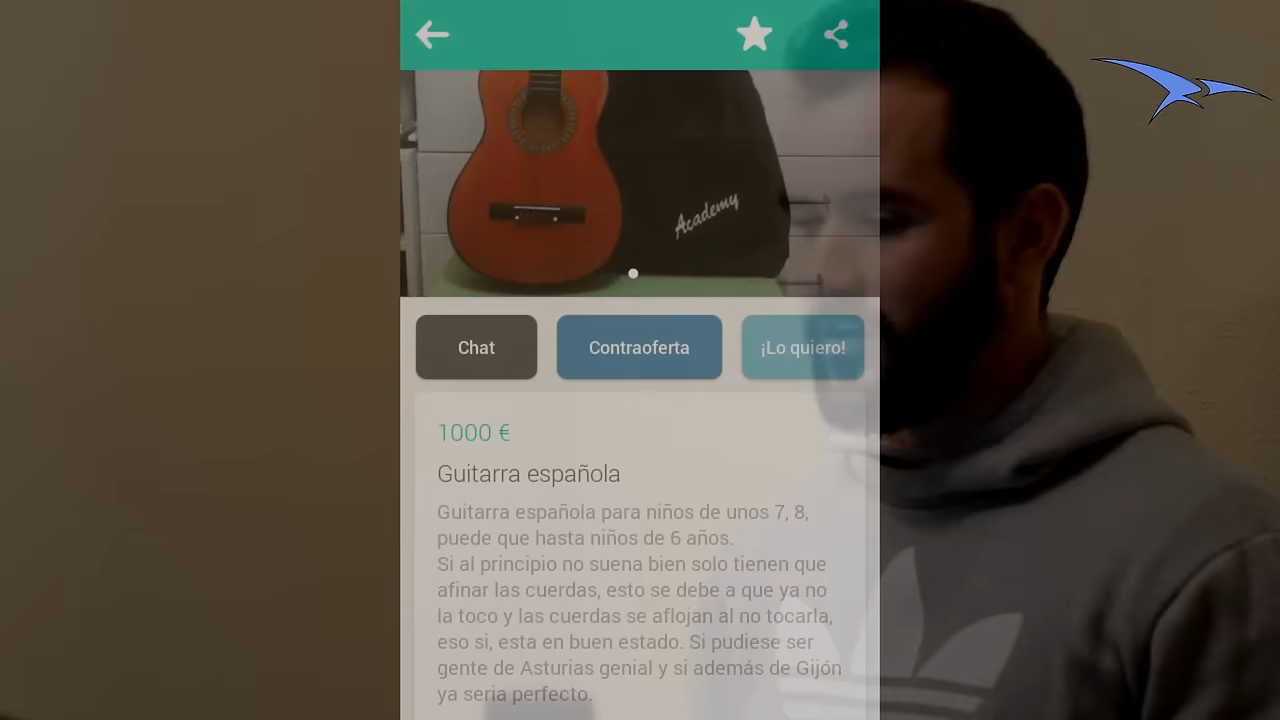 Academy
Chat
Contraoferta
¡Lo quiero!
1000 €
Guitarra española
Guitarra española para niños de unos 7, 8,
puede que hasta niños de 6 años.
Si al principio no suena bien solo tienen que
afinar las cuerdas, esto se debe a que ya no
la toco y las cuerdas se aflojan al no tocarla,
eso si, esta en buen estado. Si pudiese ser
gente de Asturias genial y si además de Gijón
ya seria perfecto.